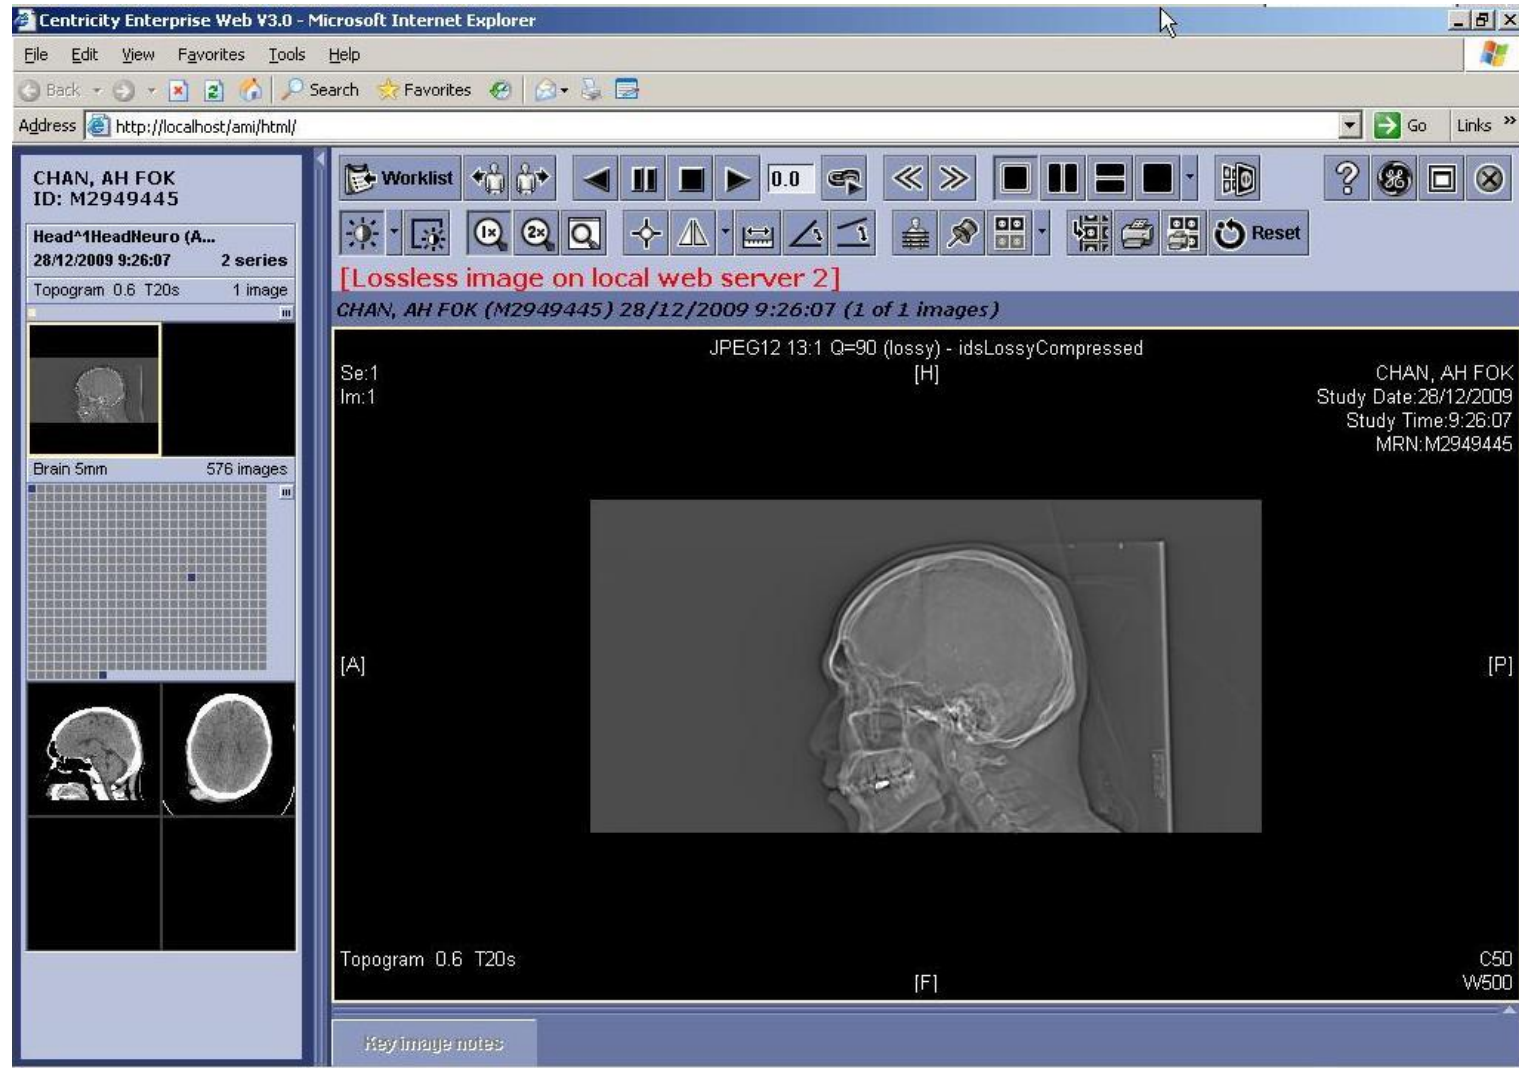 Centricity Enterprise Web V3.0 - Microsoft Internet Explorer
File Edit View Favorites Tools Help
Back Search Favorites
Address http://localhost/ami/html/ Go Links »
CHAN, AH FOK
ID: M2949445
Head^1HeadNeuro (A...
28/12/2009 9:26:07 2 series
Topogram 0.6 T20s 1 image
Brain 5mm 576 images
Worklist 0.0
1x 2x Reset
[Lossless image on local web server 2]
CHAN, AH FOK (M2949445) 28/12/2009 9:26:07 (1 of 1 images)
JPEG12 13:1 Q=90 (lossy) - idsLossyCompressed
Se:1 [H] CHAN, AH FOK
Im:1 Study Date:28/12/2009
Study Time:9:26:07
MRN:M2949445
[A] [P]
Topogram 0.6 T20s C50
[F] W500
Key image notes